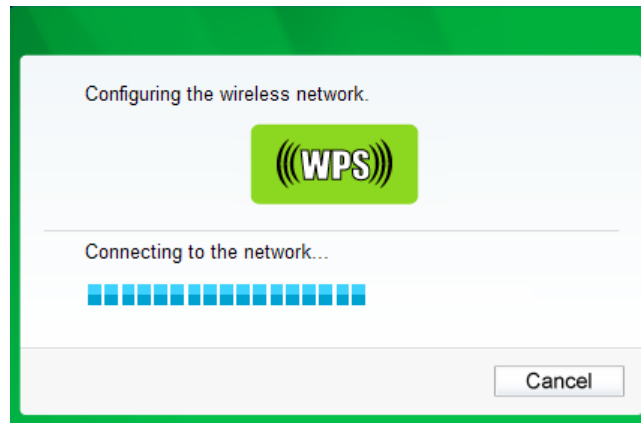 Configuring the wireless network.
(((WPS)))
Connecting to the network...
Cancel